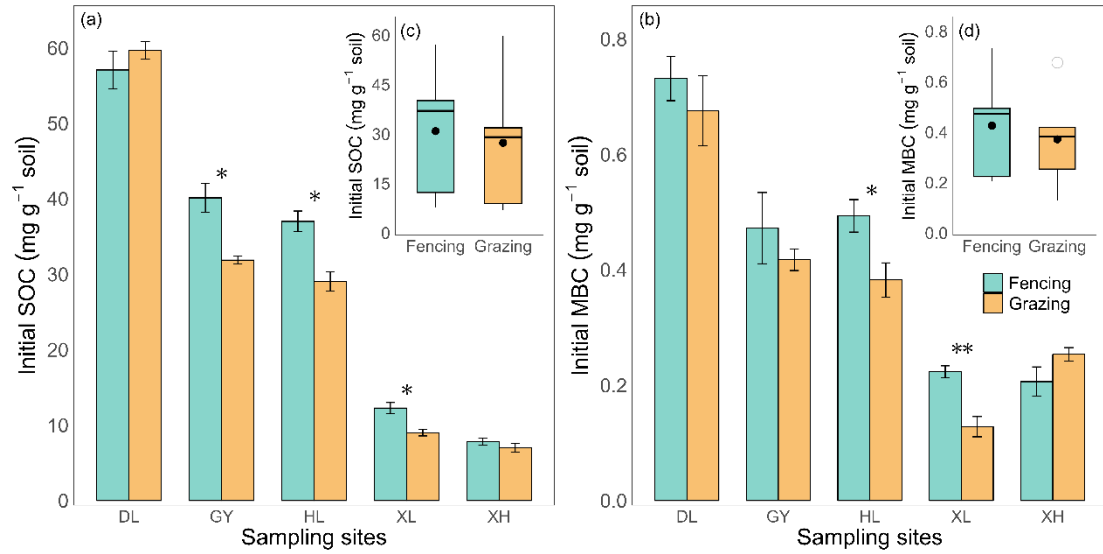 (a)
Initial SOC (mg g⁻¹ soil)
60
50
40
30
20
10
0
*
*
*
DL GY HL XL XH
Sampling sites
(c)
Initial SOC (mg g⁻¹ soil)
60
45
30
15
0
Fencing Grazing
(b)
Initial MBC (mg g⁻¹ soil)
0.8
0.6
0.4
0.2
0.0
*
**
DL GY HL XL XH
Sampling sites
(d)
Initial MBC (mg g⁻¹ soil)
0.8
0.6
0.4
0.2
0.0
Fencing Grazing
Fencing
Grazing